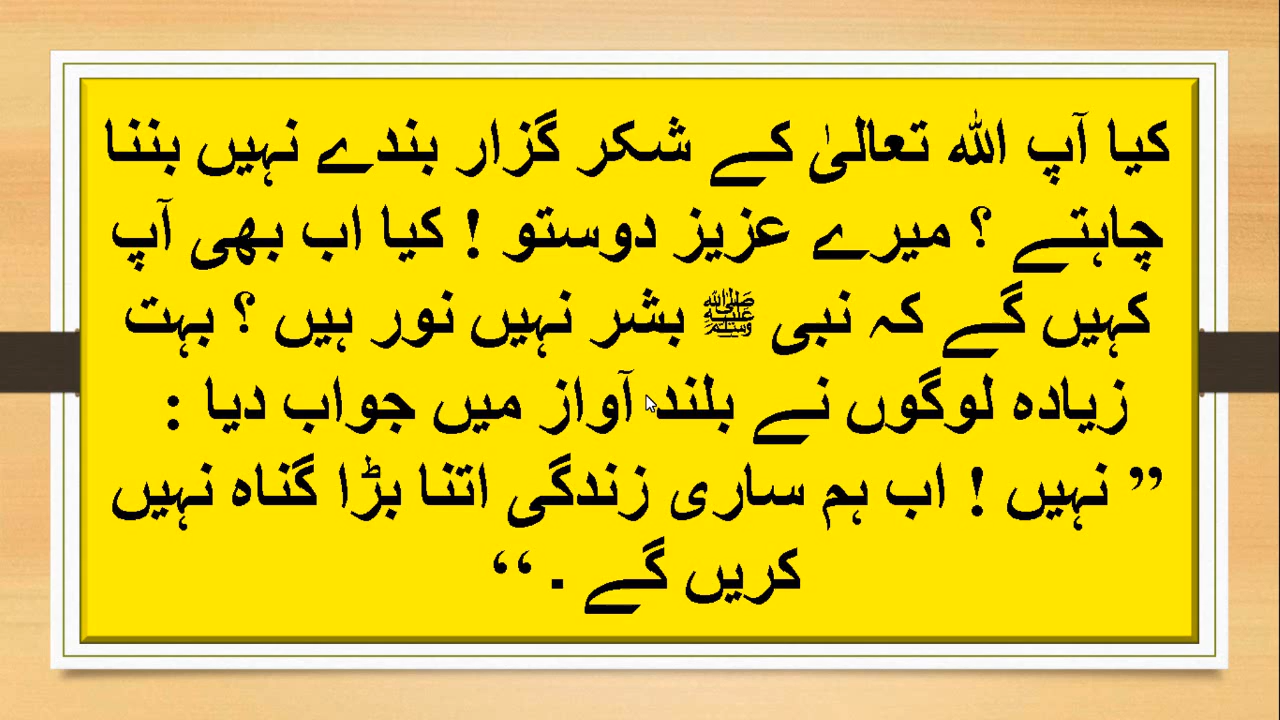 کیا آپ اللہ تعالیٰ کے شکر گزار بندے نہیں بننا
چاہتے ؟ میرے عزیز دوستو ! کیا اب بھی آپ
کہیں گے کہ نبی ﷺ بشر نہیں نور ہیں ؟ بہت
زیادہ لوگوں نے بلند آواز میں جواب دیا :
” نہیں ! اب ہم ساری زندگی اتنا بڑا گناہ نہیں
کریں گے ۔ “